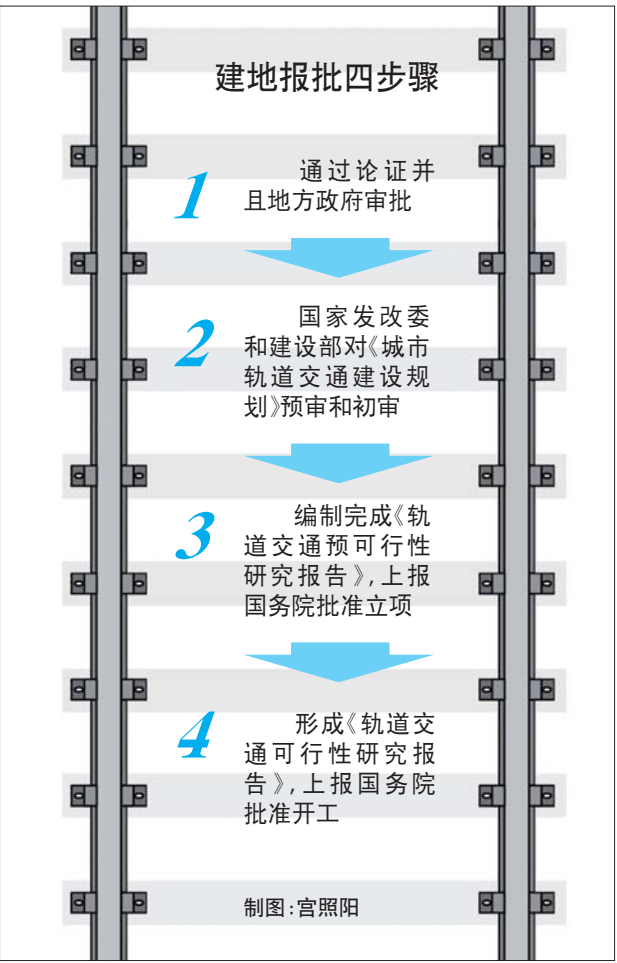 建地报批四步骤
1
通过论证并
且地方政府审批
2
国家发改委
和建设部对《城市
轨道交通建设规
划》预审和初审
3
编制完成《轨
道交通预可行性
研究报告》,上报
国务院批准立项
4
形成《轨道交
通可行性研究报
告》,上报国务院
批准开工
制图:宫照阳